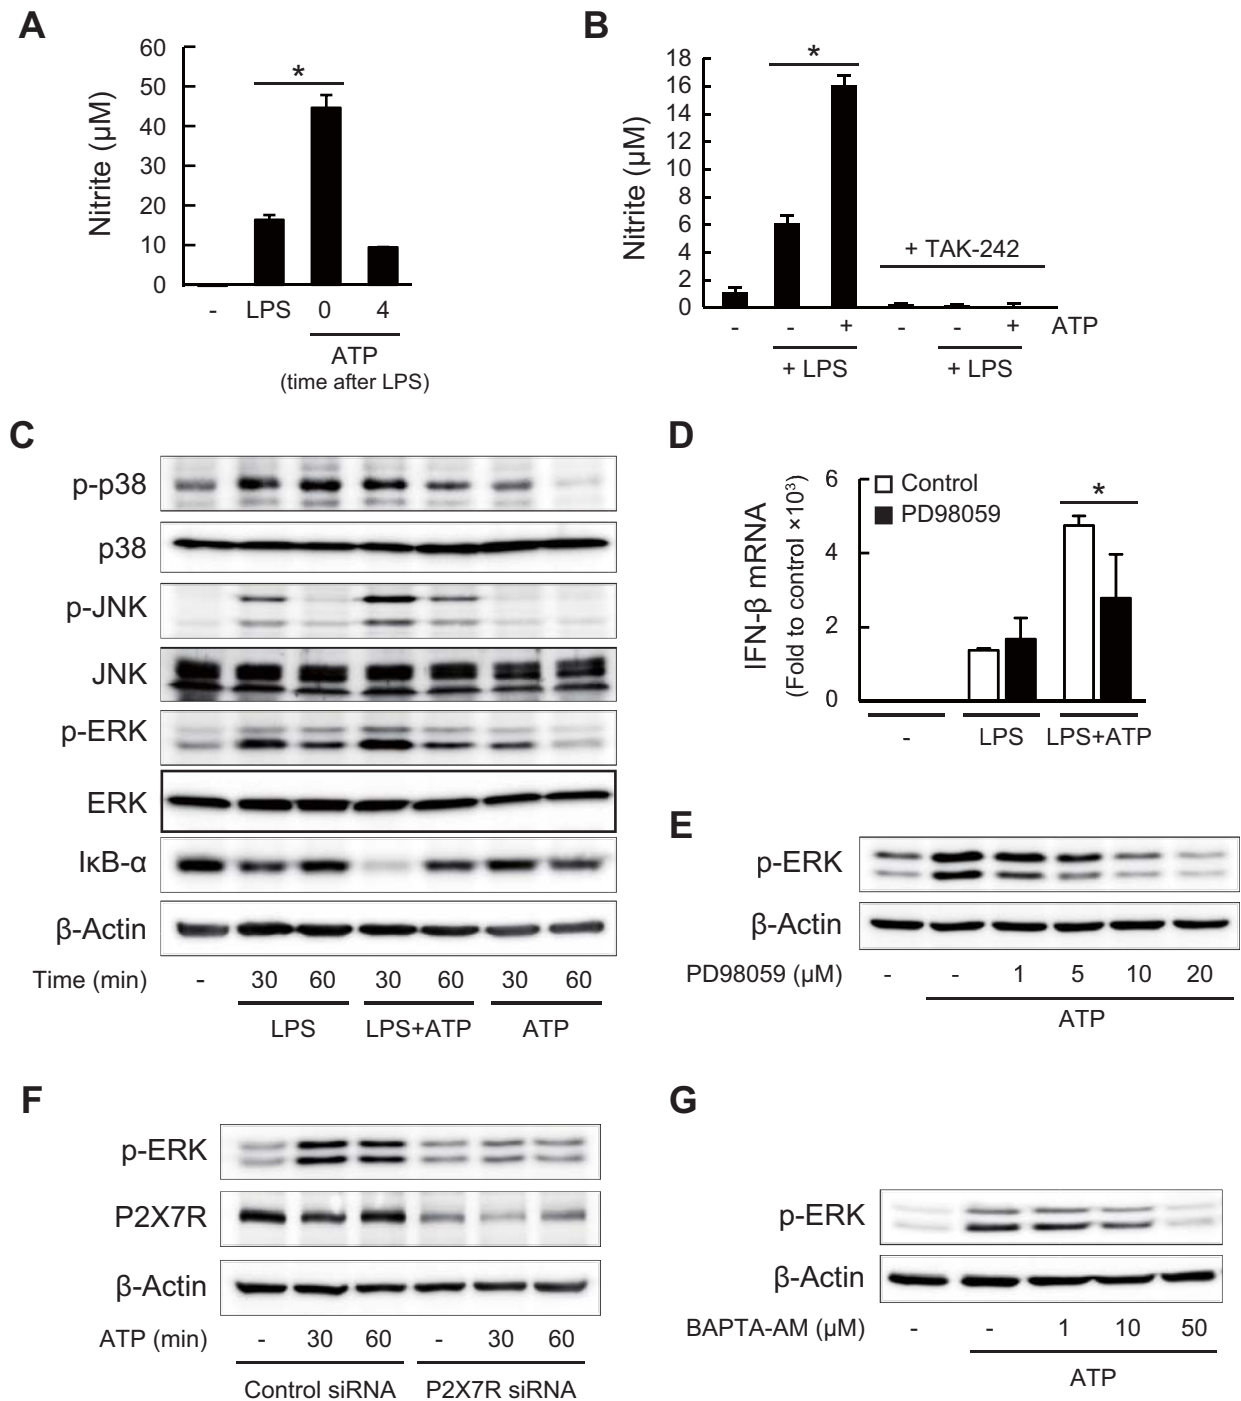 A
Nitrite (μM)
60
50
40
30
20
10
0
*
- LPS 0 4
ATP
(time after LPS)
B
Nitrite (μM)
18
16
14
12
10
8
6
4
2
0
*
+ TAK-242
- - + - - + ATP
+ LPS + LPS
C
p-p38
p38
p-JNK
JNK
p-ERK
ERK
IκB-α
β-Actin
Time (min) - 30 60 30 60 30 60
LPS LPS+ATP ATP
D
IFN-β mRNA
(Fold to control ×10³)
6
4
2
0
Control
PD98059
*
- LPS LPS+ATP
E
p-ERK
β-Actin
PD98059 (μM) - - 1 5 10 20
ATP
F
p-ERK
P2X7R
β-Actin
ATP (min) - 30 60 - 30 60
Control siRNA P2X7R siRNA
G
p-ERK
β-Actin
BAPTA-AM (μM) - - 1 10 50
ATP